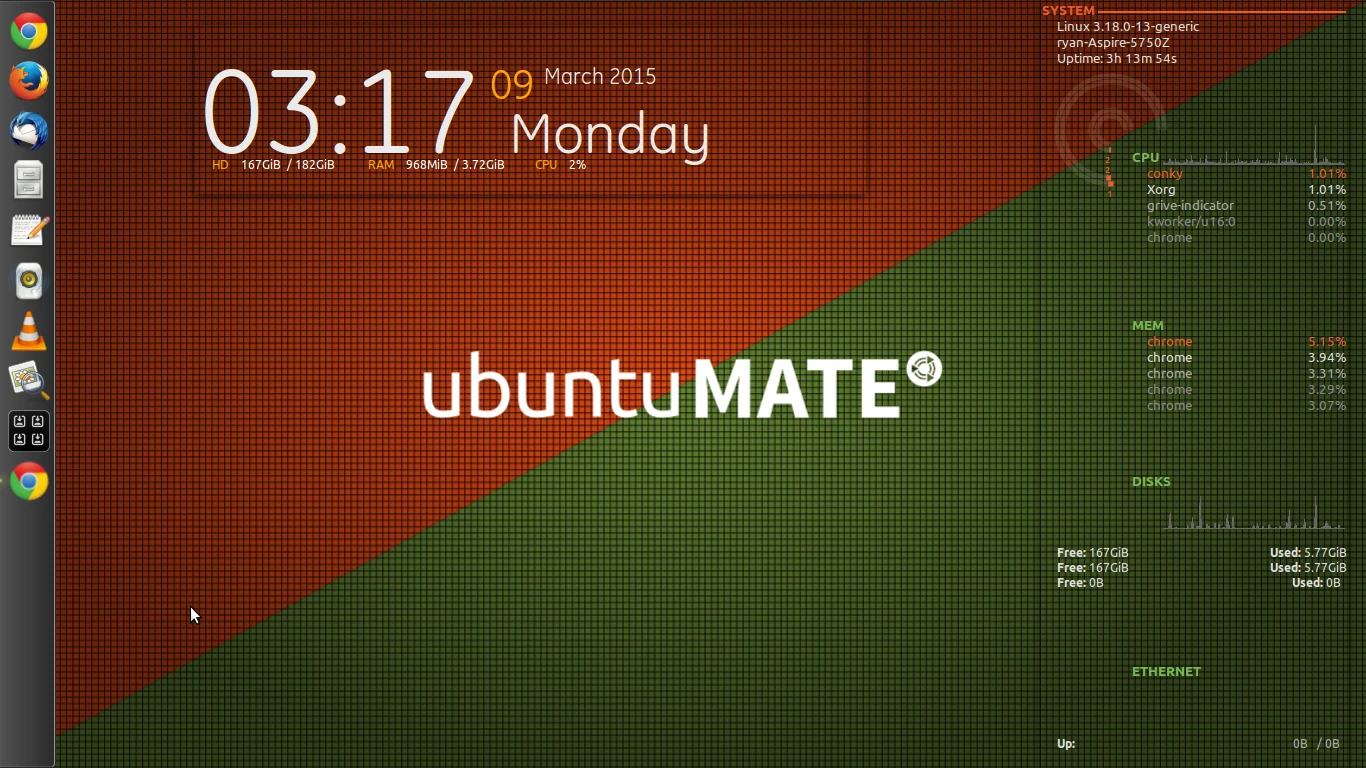 03:17 09 March 2015
Monday
HD 167GiB / 182GiB RAM 968MiB / 3.72GiB CPU 2%
ubuntuMATE
SYSTEM
Linux 3.18.0-13-generic
ryan-Aspire-5750Z
Uptime: 3h 13m 54s
CPU
conky 1.01%
Xorg 1.01%
grive-indicator 0.51%
kworker/u16:0 0.00%
chrome 0.00%
MEM
chrome 5.15%
chrome 3.94%
chrome 3.31%
chrome 3.29%
chrome 3.07%
DISKS
Free: 167GiB Used: 5.77GiB
Free: 167GiB Used: 5.77GiB
Free: 0B Used: 0B
ETHERNET
Up: 0B / 0B